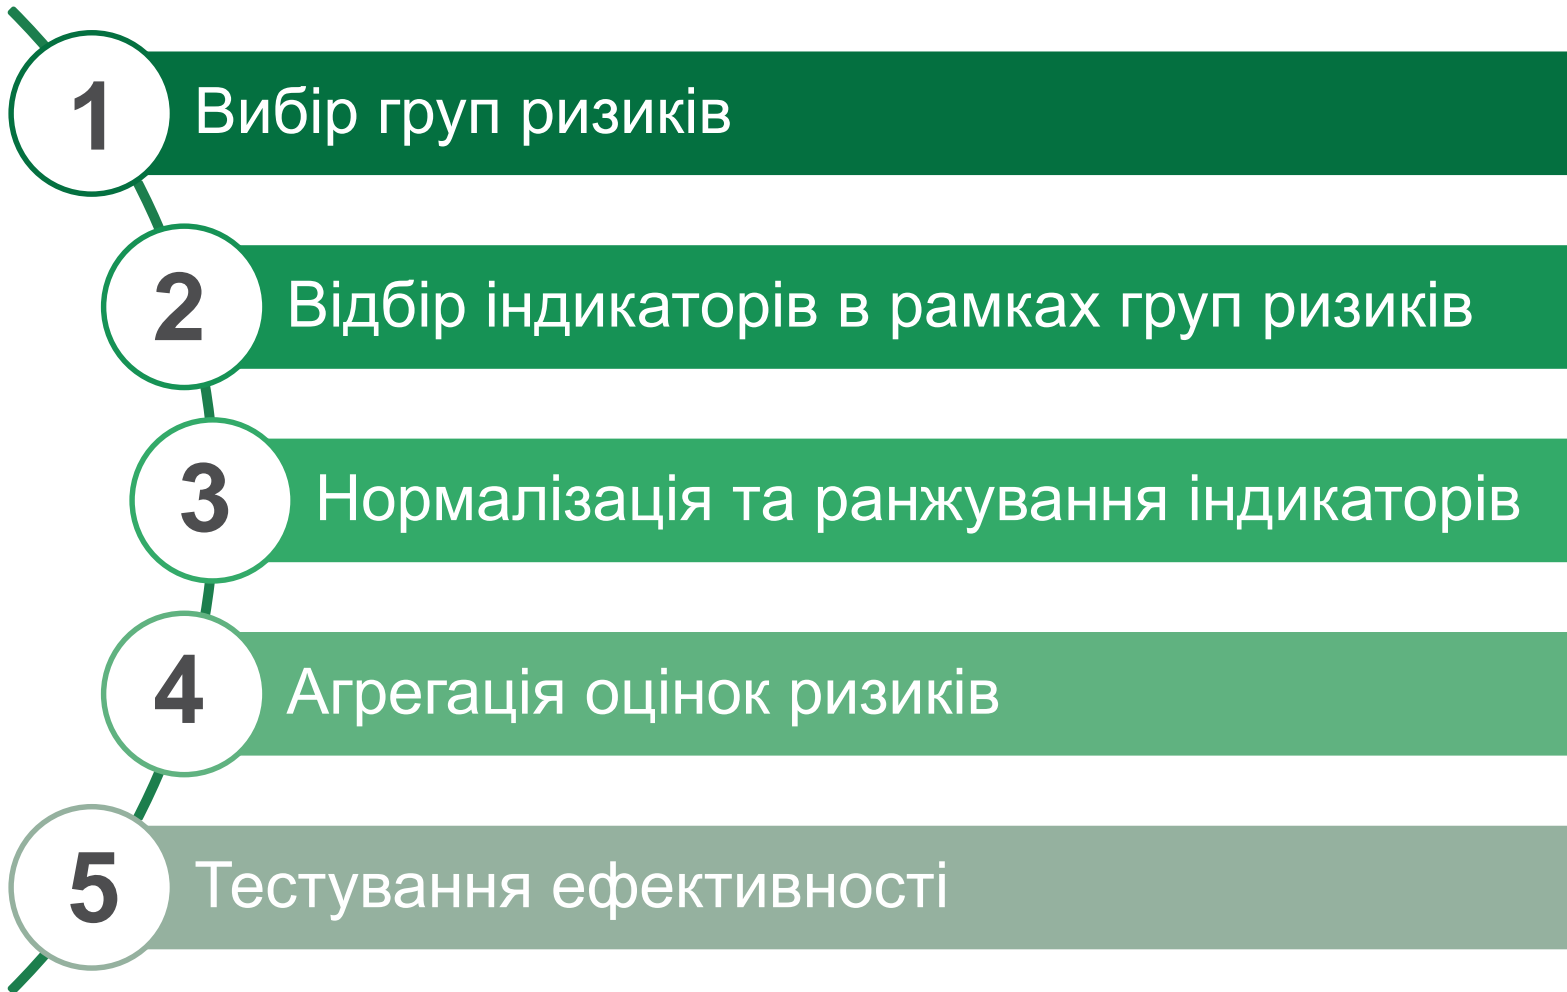 1 Вибір груп ризиків
2 Відбір індикаторів в рамках груп ризиків
3 Нормалізація та ранжування індикаторів
4 Агрегація оцінок ризиків
5 Тестування ефективності